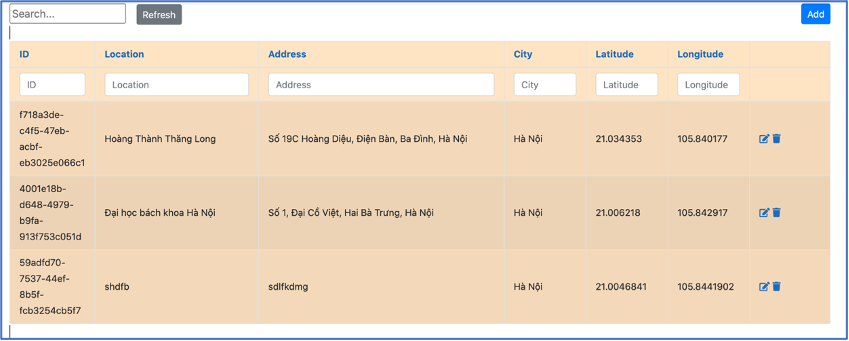 Search... Refresh Add
ID Location Address City Latitude Longitude
ID Location Address City Latitude Longitude
f718a3de-
c4f5-47eb-
acbf-
eb3025e066c1
Hoàng Thành Thăng Long Số 19C Hoàng Diệu, Điện Bàn, Ba Đình, Hà Nội Hà Nội 21.034353 105.840177
4001e18b-
d648-4979-
b9fa-
913f753c051d
Đại học bách khoa Hà Nội Số 1, Đại Cồ Việt, Hai Bà Trưng, Hà Nội Hà Nội 21.006218 105.842917
59adfd70-
7537-44ef-
8b5f-
fcb3254cb5f7
shdfb sdlfkdmg Hà Nội 21.0046841 105.8441902